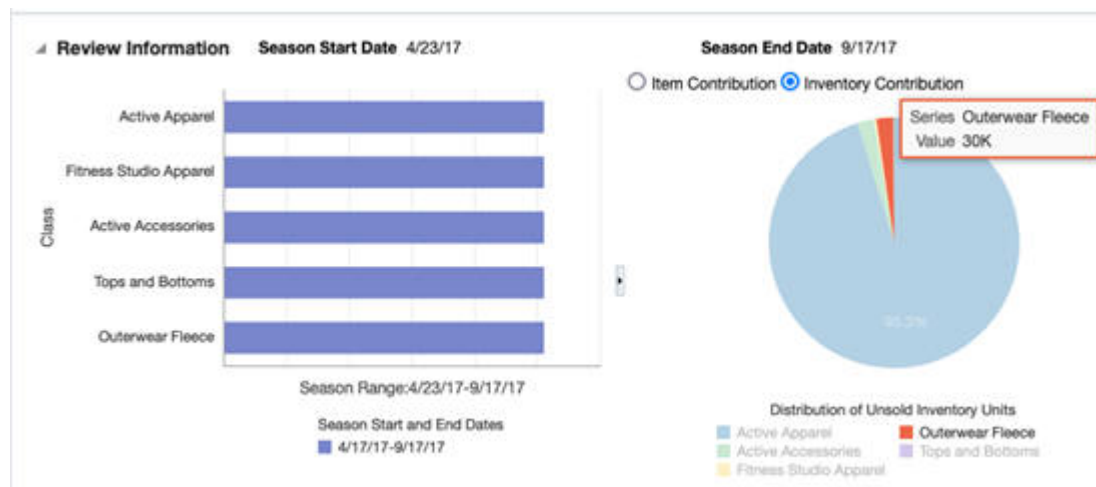 Review Information
Season Start Date 4/23/17
Season End Date 9/17/17
Item Contribution
Inventory Contribution
Series Outerwear Fleece
Value 30K
Class
Active Apparel
Fitness Studio Apparel
Active Accessories
Tops and Bottoms
Outerwear Fleece
Season Range:4/23/17-9/17/17
Season Start and End Dates
4/17/17-9/17/17
Distribution of Unsold Inventory Units
Active Apparel
Outerwear Fleece
Active Accessories
Tops and Bottoms
Fitness Studio Apparel